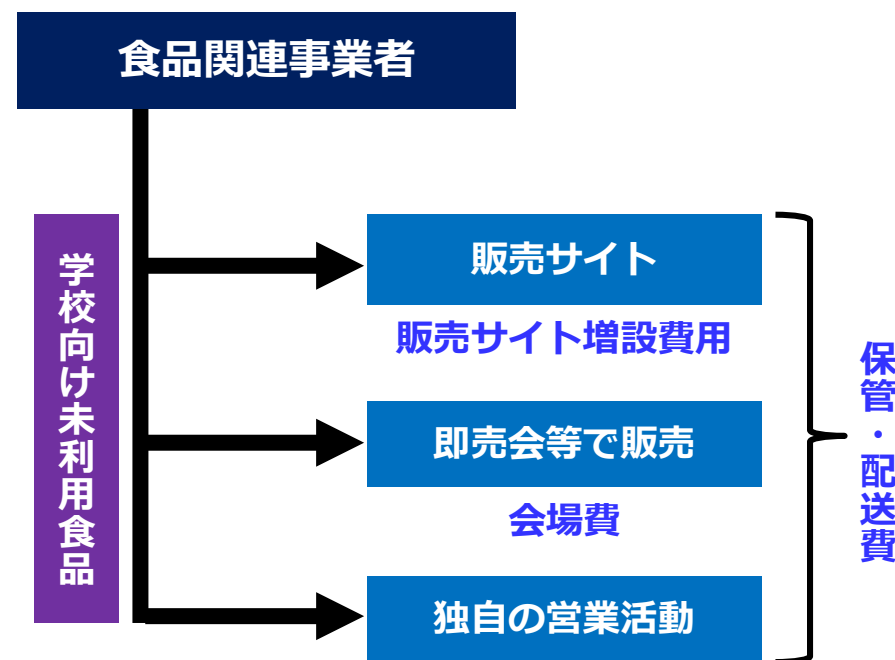 食品関連事業者
学校向け未利用食品
販売サイト
販売サイト増設費用
即売会等で販売
会場費
独自の営業活動
保管・配送費